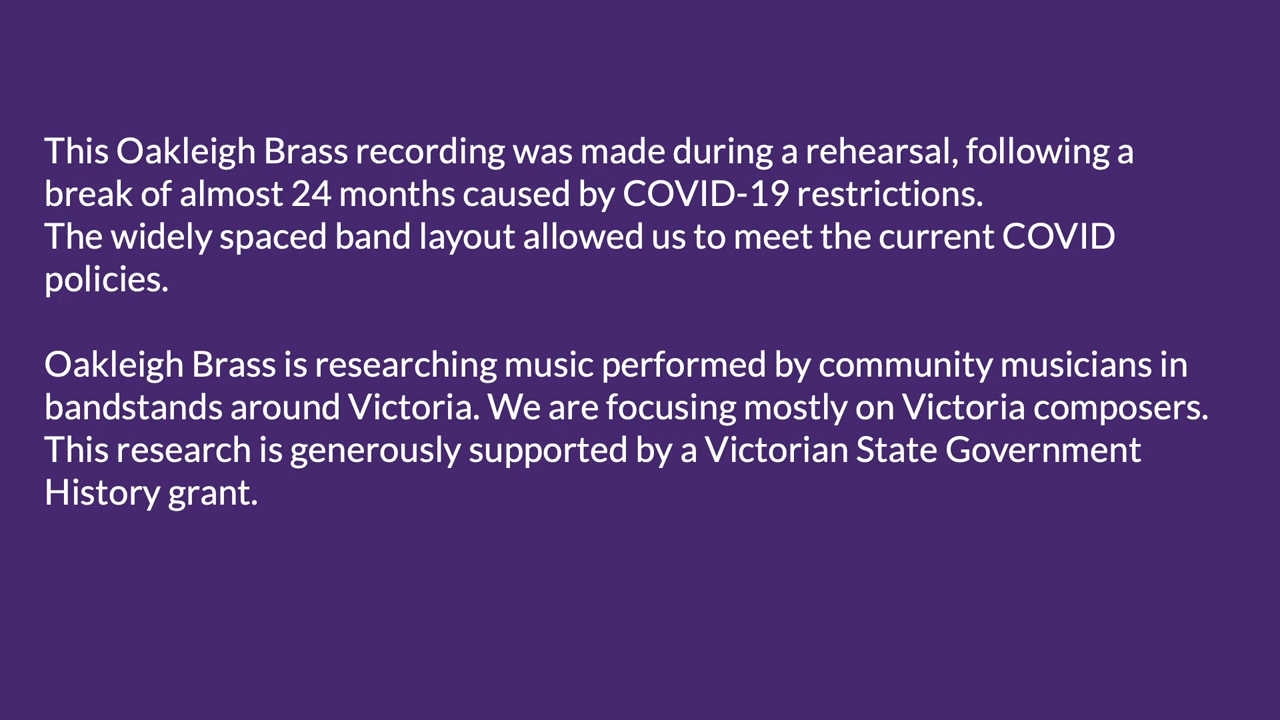 This Oakleigh Brass recording was made during a rehearsal, following a
break of almost 24 months caused by COVID-19 restrictions.
The widely spaced band layout allowed us to meet the current COVID
policies.
Oakleigh Brass is researching music performed by community musicians in
bandstands around Victoria. We are focusing mostly on Victoria composers.
This research is generously supported by a Victorian State Government
History grant.